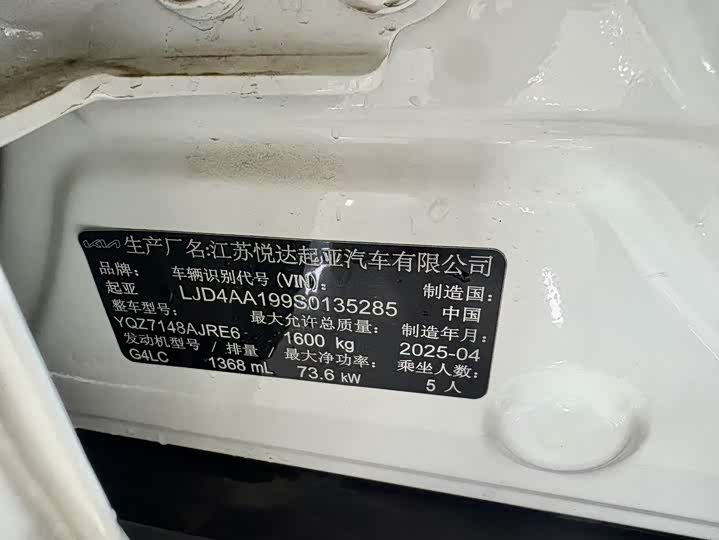 KIA 生产厂名:江苏悦达起亚汽车有限公司
品牌: 车辆识别代号 (VIN): 制造国:
起亚 LJD4AA199S0135285 中国
整车型号: 最大允许总质量: 制造年月:
YQZ7148AJRE6 1600 kg 2025-04
发动机型号 / 排量: 最大净功率: 乘坐人数:
G4LC 1368 mL 73.6 kW 5 人